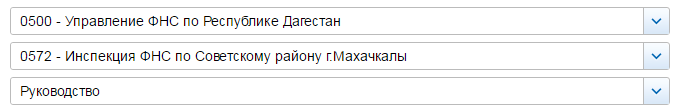 0500 - Управление ФНС по Республике Дагестан
0572 - Инспекция ФНС по Советскому району г.Махачкалы
Руководство